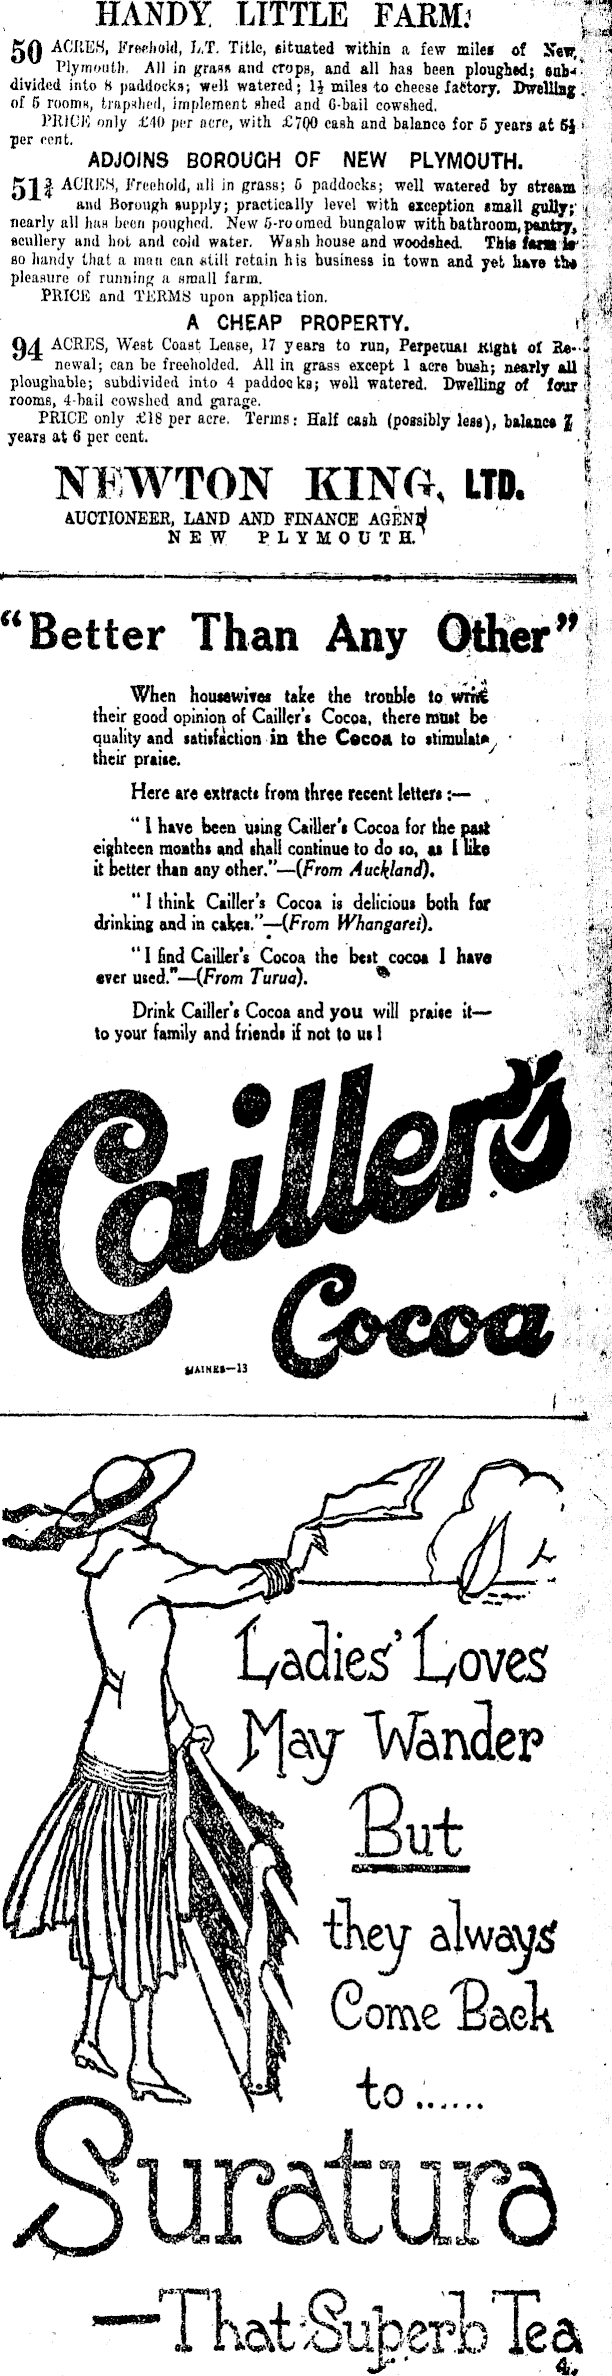 HANDY LITTLE FARM.
50 ACRES, Freehold, L.T. Title, situated within a few miles of New
Plymouth. All in grass and crops, and all has been ploughed; sub-
divided into 8 paddocks; well watered; 1½ miles to cheese factory. Dwelling
of 5 rooms, trapshed, implement shed and 6-bail cowshed.
PRICE only £40 per acre, with £700 cash and balance for 5 years at 5½
per cent.
ADJOINS BOROUGH OF NEW PLYMOUTH.
51¾ ACRES, Freehold, all in grass; 5 paddocks; well watered by stream
and Borough supply; practically level with exception small gully;
nearly all has been poughed. New 5-roomed bungalow with bathroom, pantry,
scullery and hot and cold water. Wash house and woodshed. This farm is
so handy that a man can still retain his business in town and yet have the
pleasure of running a small farm.
PRICE and TERMS upon application.
A CHEAP PROPERTY.
94 ACRES, West Coast Lease, 17 years to run, Perpetual Right of Re-
newal; can be freeholded. All in grass except 1 acre bush; nearly all
ploughable; subdivided into 4 paddocks; well watered. Dwelling of four
rooms, 4-bail cowshed and garage.
PRICE only £18 per acre. Terms: Half cash (possibly less), balance 7
years at 6 per cent.
NEWTON KING, LTD.
AUCTIONEER, LAND AND FINANCE AGENT
NEW PLYMOUTH.
"Better Than Any Other"
When housewives take the trouble to write
their good opinion of Cailler's Cocoa, there must be
quality and satisfaction in the Cocoa to stimulate
their praise.
Here are extracts from three recent letters:—
"I have been using Cailler's Cocoa for the past
eighteen months and shall continue to do so, as I like
it better than any other."—(From Auckland).
"I think Cailler's Cocoa is delicious both for
drinking and in cakes."—(From Whangarei).
"I find Cailler's Cocoa the best cocoa I have
ever used."—(From Turua).
Drink Cailler's Cocoa and you will praise it—
to your family and friends if not to us!
Cailler's
Cocoa
HAINES—13
Ladies' Loves
May Wander
But
they always
Come Back
to......
Suratura
—That Superb Tea
4.